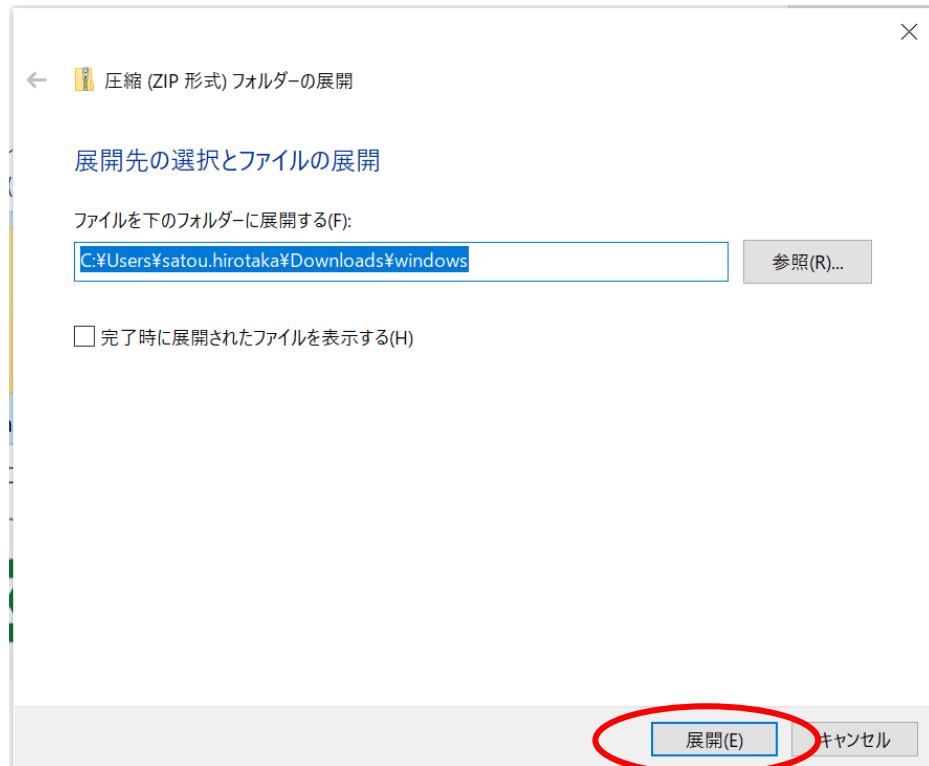 圧縮 (ZIP 形式) フォルダーの展開
展開先の選択とファイルの展開
ファイルを下のフォルダーに展開する(F):
C:¥Users¥satou.hirotaka¥Downloads¥windows
参照(R)...
完了時に展開されたファイルを表示する(H)
展開(E)
キャンセル